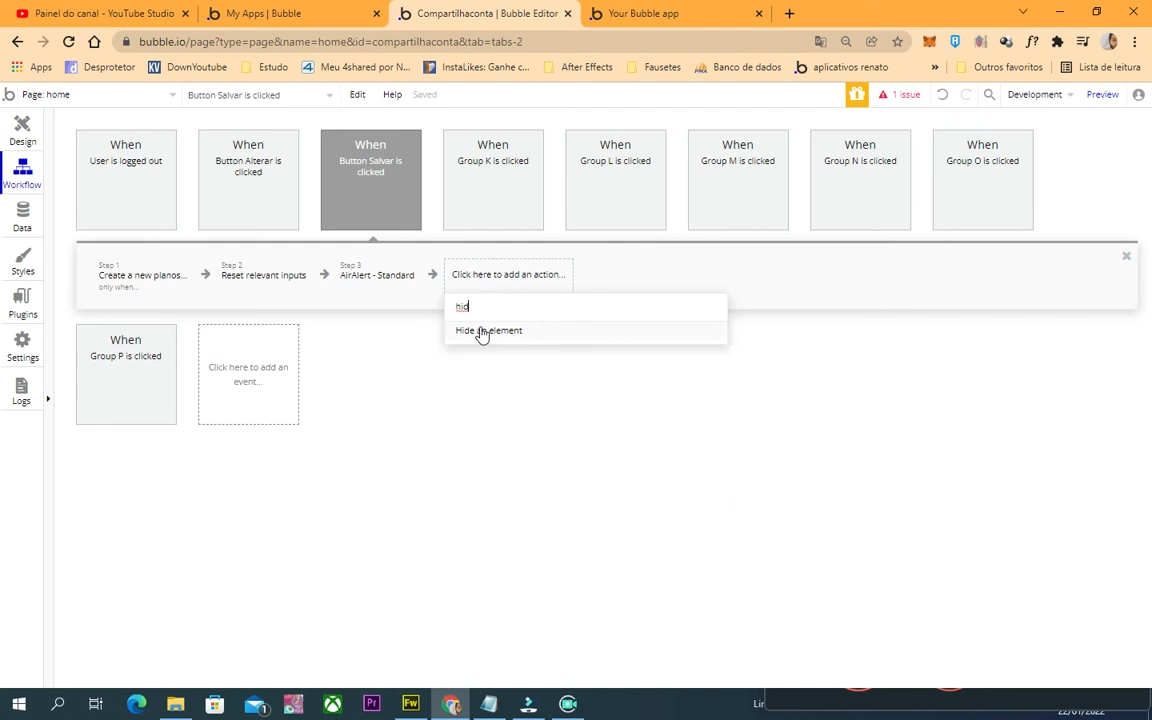 Painel do canal - YouTube Studio
My Apps | Bubble
Compartilhaconta | Bubble Editor
Your Bubble app
bubble.io/page?type=page&name=home&id=compartilhaconta&tab=tabs-2
Apps
Desprotetor
DownYoutube
Estudo
Meu 4shared por N...
InstaLikes: Ganhe c...
After Effects
Fausetes
Banco de dados
aplicativos renato
»
Outros favoritos
Lista de leitura
Page: home
Button Salvar is clicked
Edit
Help
Saved
1 issue
Development
Preview
Design
Workflow
Data
Styles
Plugins
Settings
Logs
When
User is logged out
When
Button Alterar is
clicked
When
Button Salvar is
clicked
When
Group K is clicked
When
Group L is clicked
When
Group M is clicked
When
Group N is clicked
When
Group O is clicked
Step 1
Create a new planos...
only when...
Step 2
Reset relevant inputs
Step 3
AirAlert - Standard
Click here to add an action...
hid
Hide an element
When
Group P is clicked
Click here to add an
event...
Pr
Fw
1
22/01/2022